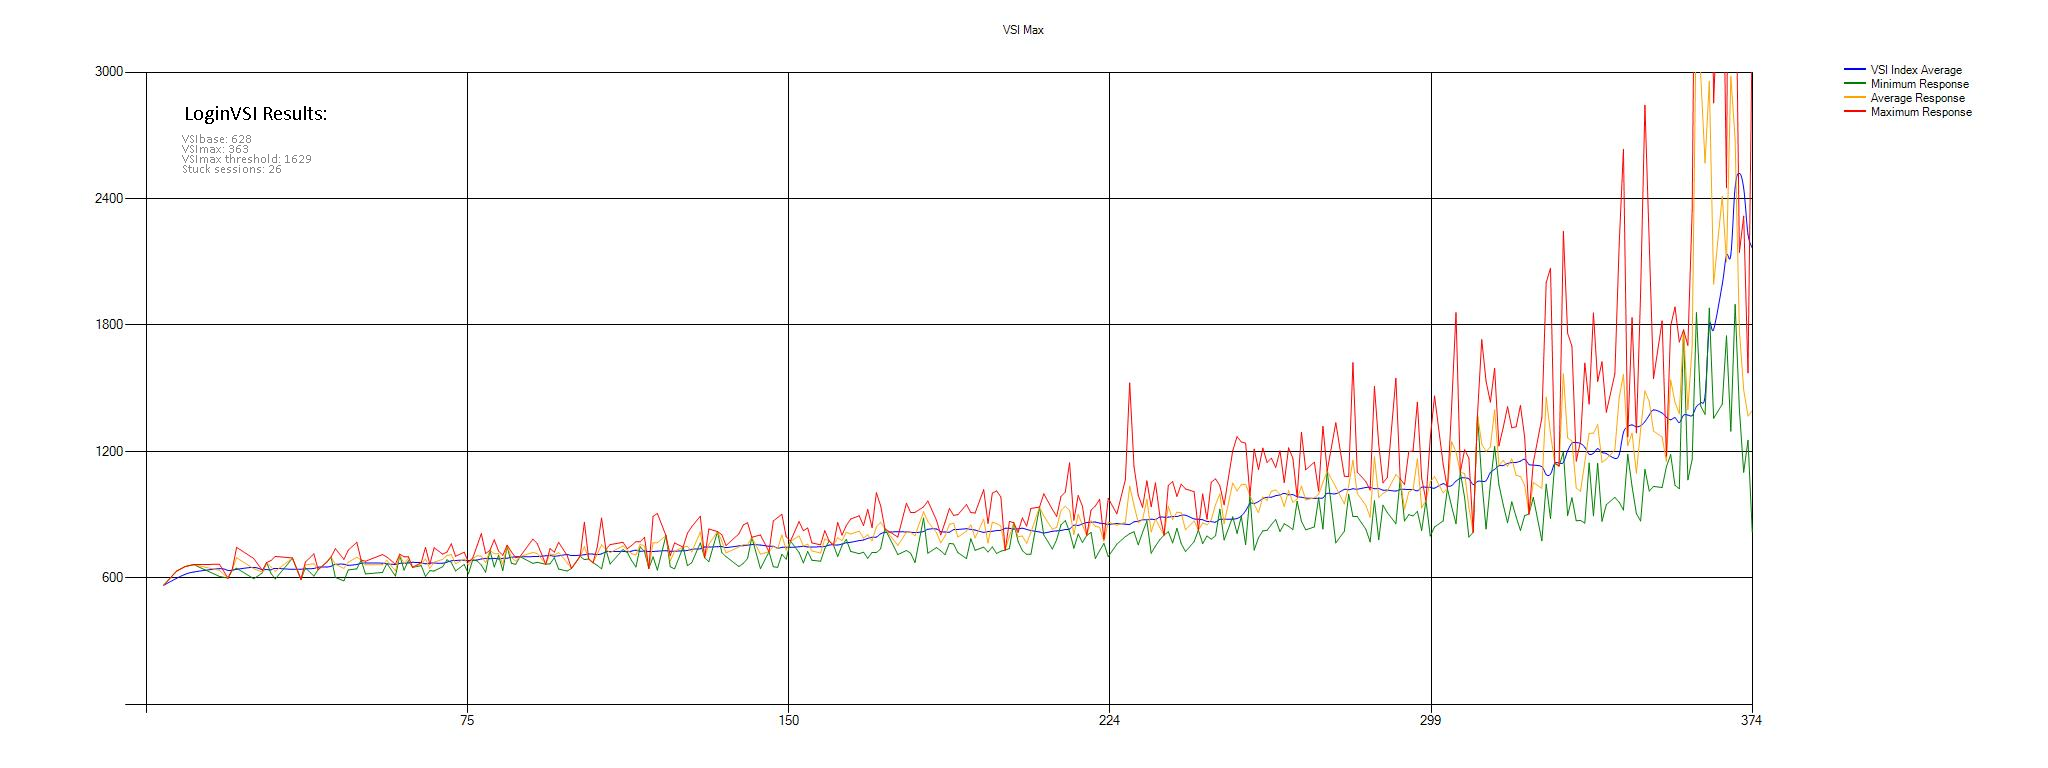 VSI Max
3000
2400
1800
1200
600
LoginVSI Results:
VSIbase: 628
VSImax: 363
VSImax threshold: 1629
Stuck sessions: 26
VSI Index Average
Minimum Response
Average Response
Maximum Response
75
150
224
299
374